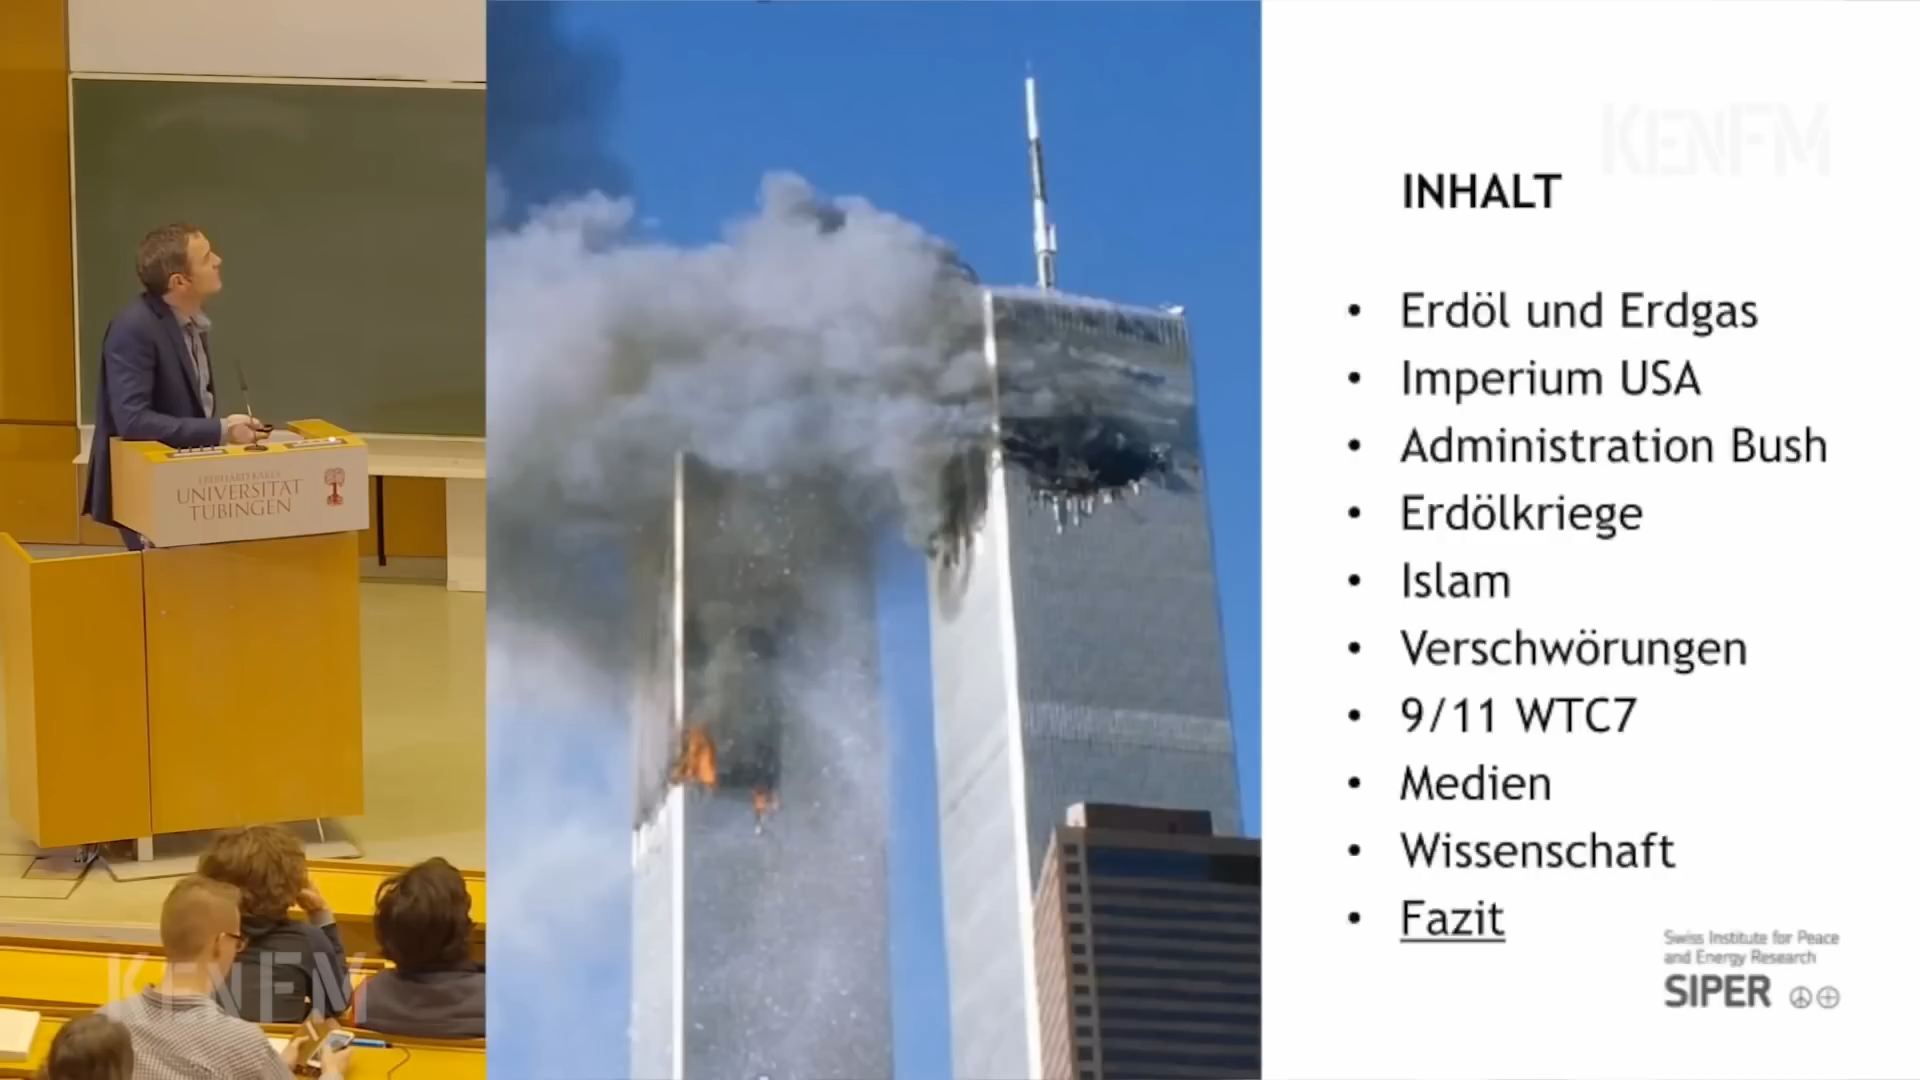 EBERHARD KARLS
UNIVERSITÄT
TÜBINGEN
KENFM
KENFM
INHALT
• Erdöl und Erdgas
• Imperium USA
• Administration Bush
• Erdölkriege
• Islam
• Verschwörungen
• 9/11 WTC7
• Medien
• Wissenschaft
• Fazit
Swiss Institute for Peace
and Energy Research
SIPER